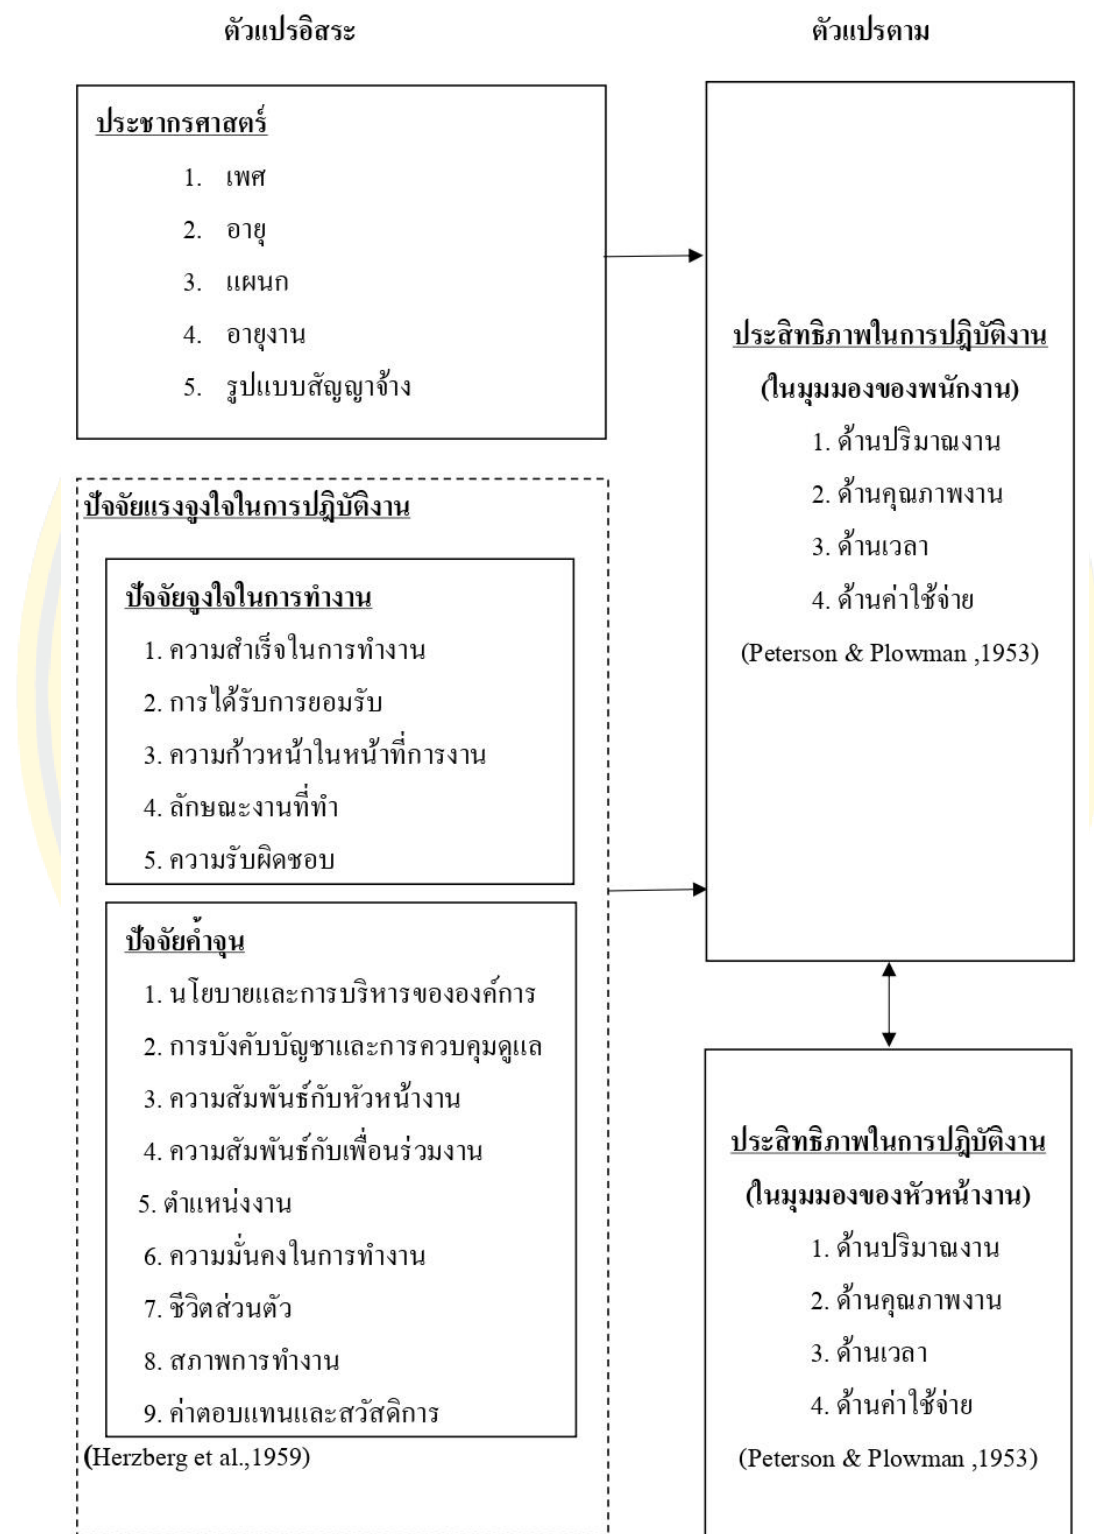 ตัวแปรอิสระ
ตัวแปรตาม
ประชากรศาสตร์
1. เพศ
2. อายุ
3. แผนก
4. อายุงาน
5. รูปแบบสัญญาจ้าง
ปัจจัยแรงจูงใจในการปฏิบัติงาน
ปัจจัยจูงใจในการทำงาน
1. ความสำเร็จในการทำงาน
2. การได้รับการยอมรับ
3. ความก้าวหน้าในหน้าที่การงาน
4. ลักษณะงานที่ทำ
5. ความรับผิดชอบ
ปัจจัยค้ำจุน
1. นโยบายและการบริหารขององค์การ
2. การบังคับบัญชาและการควบคุมดูแล
3. ความสัมพันธ์กับหัวหน้างาน
4. ความสัมพันธ์กับเพื่อนร่วมงาน
5. ตำแหน่งงาน
6. ความมั่นคงในการทำงาน
7. ชีวิตส่วนตัว
8. สภาพการทำงาน
9. ค่าตอบแทนและสวัสดิการ
(Herzberg et al.,1959)
ประสิทธิภาพในการปฏิบัติงาน
(ในมุมมองของพนักงาน)
1. ด้านปริมาณงาน
2. ด้านคุณภาพงาน
3. ด้านเวลา
4. ด้านค่าใช้จ่าย
(Peterson & Plowman ,1953)
ประสิทธิภาพในการปฏิบัติงาน
(ในมุมมองของหัวหน้างาน)
1. ด้านปริมาณงาน
2. ด้านคุณภาพงาน
3. ด้านเวลา
4. ด้านค่าใช้จ่าย
(Peterson & Plowman ,1953)